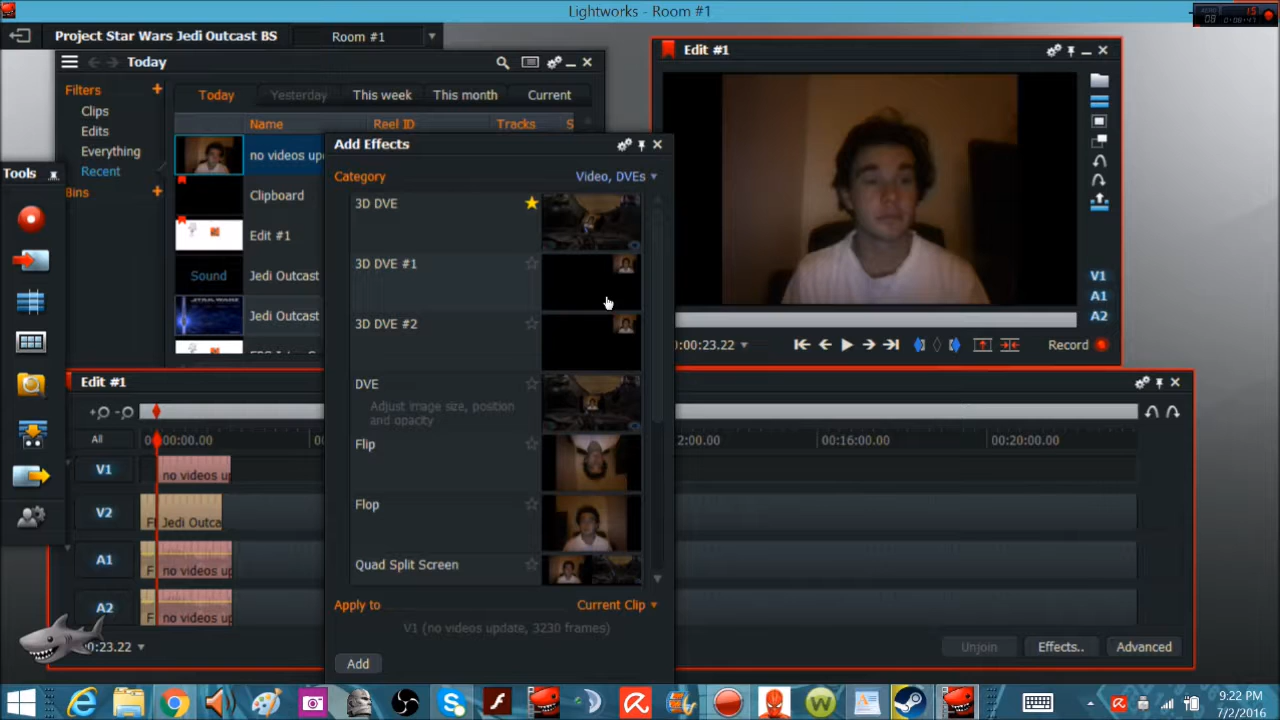 Lightworks - Room #1
Project Star Wars Jedi Outcast BS
Room #1
Today
Filters
Clips
Edits
Everything
Recent
Bins
Today
Yesterday
This week
This month
Current
Name
Reel ID
Tracks
S
no videos up
Clipboard
Edit #1
Sound
Jedi Outcast
Jedi Outcast
Tools
Add Effects
Category
Video, DVEs
3D DVE
3D DVE #1
3D DVE #2
DVE
Adjust image size, position
and opacity
Flip
Flop
Quad Split Screen
Apply to
Current Clip
V1 (no videos update, 3230 frames)
Add
Edit #1
V1
A1
A2
:00:23.22
Record
Edit #1
All
00:00:00.00
2:00.00
00:16:00.00
00:20:00.00
V1
no videos up
V2
Jedi Outca
A1
no videos up
A2
no videos up
:00:23.22
Unjoin
Effects..
Advanced
9:22 PM
7/2/2016